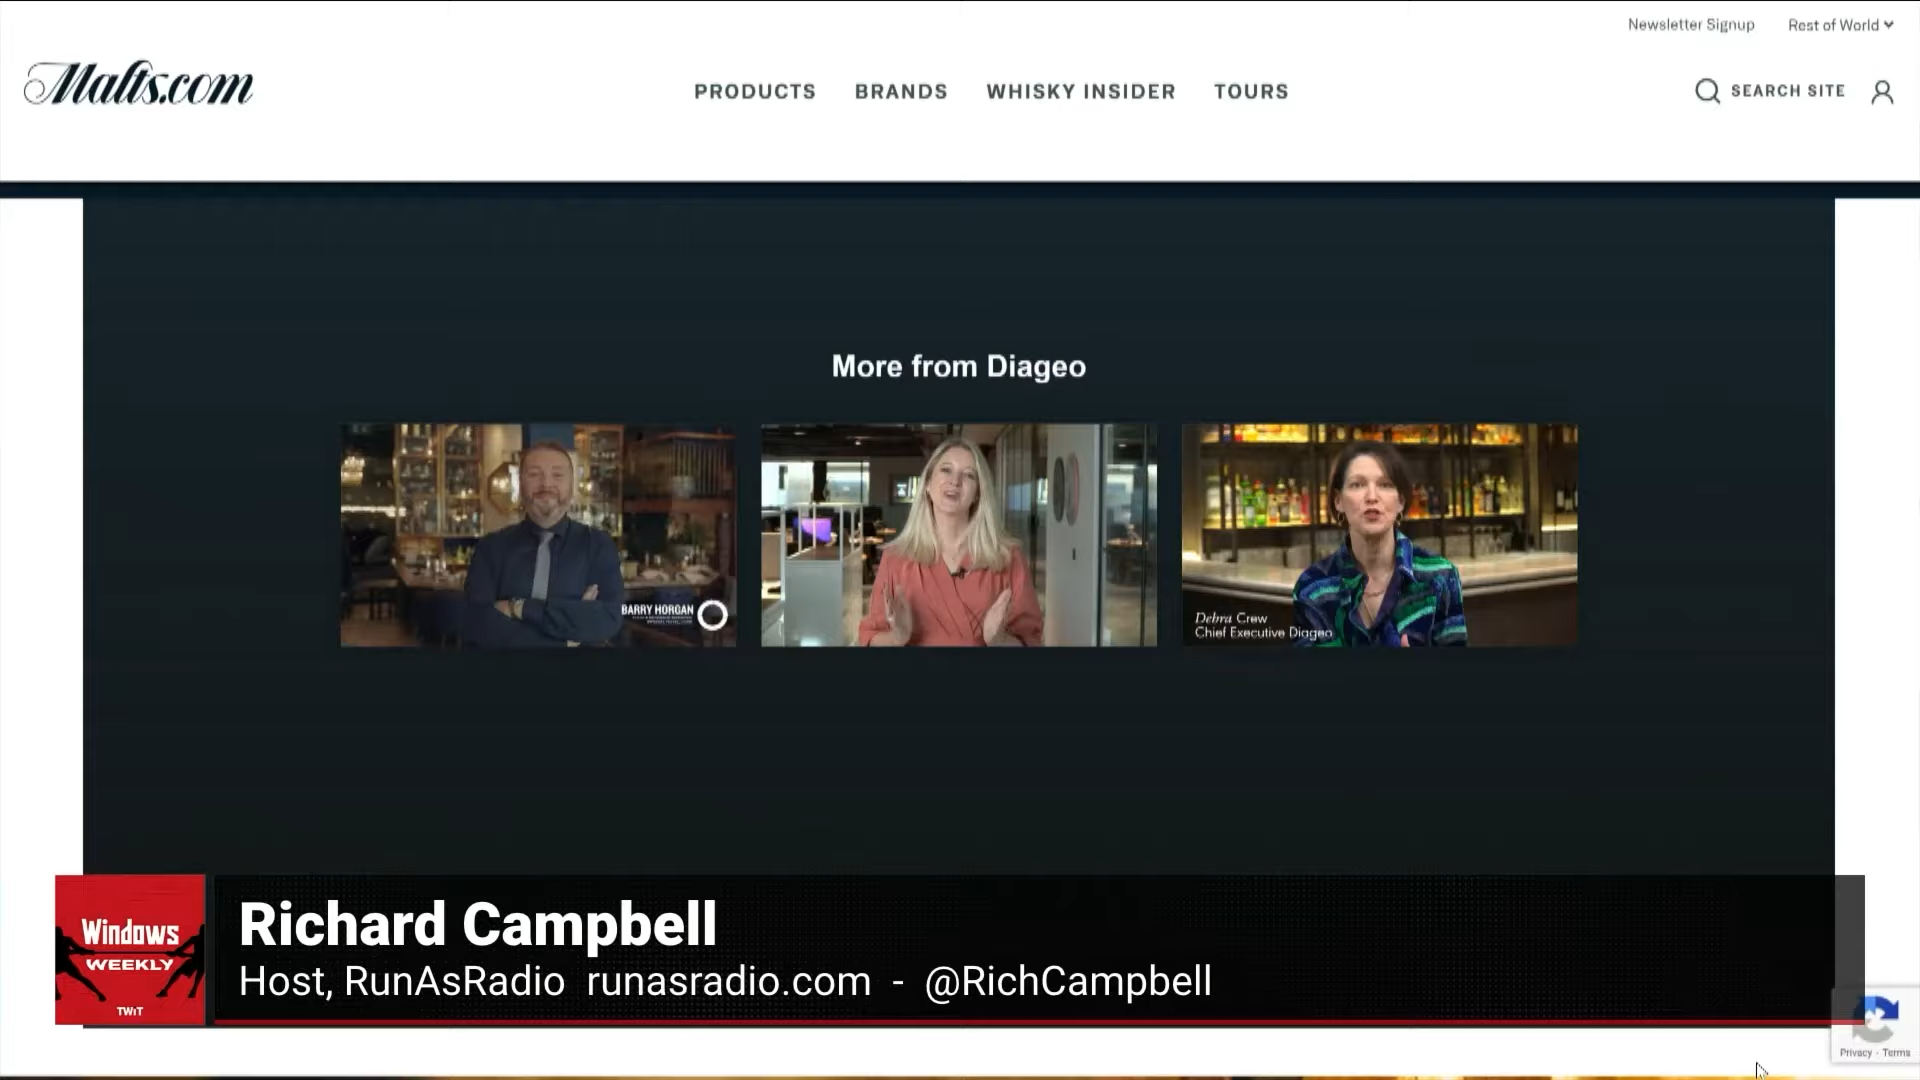 Newsletter Signup
Rest of World
Malts.com
PRODUCTS
BRANDS
WHISKY INSIDER
TOURS
SEARCH SITE
More from Diageo
BARRY HORGAN
Debra Crew
Chief Executive Diageo
Windows
WEEKLY
TWiT
Richard Campbell
Host, RunAsRadio runasradio.com - @RichCampbell
Privacy - Terms